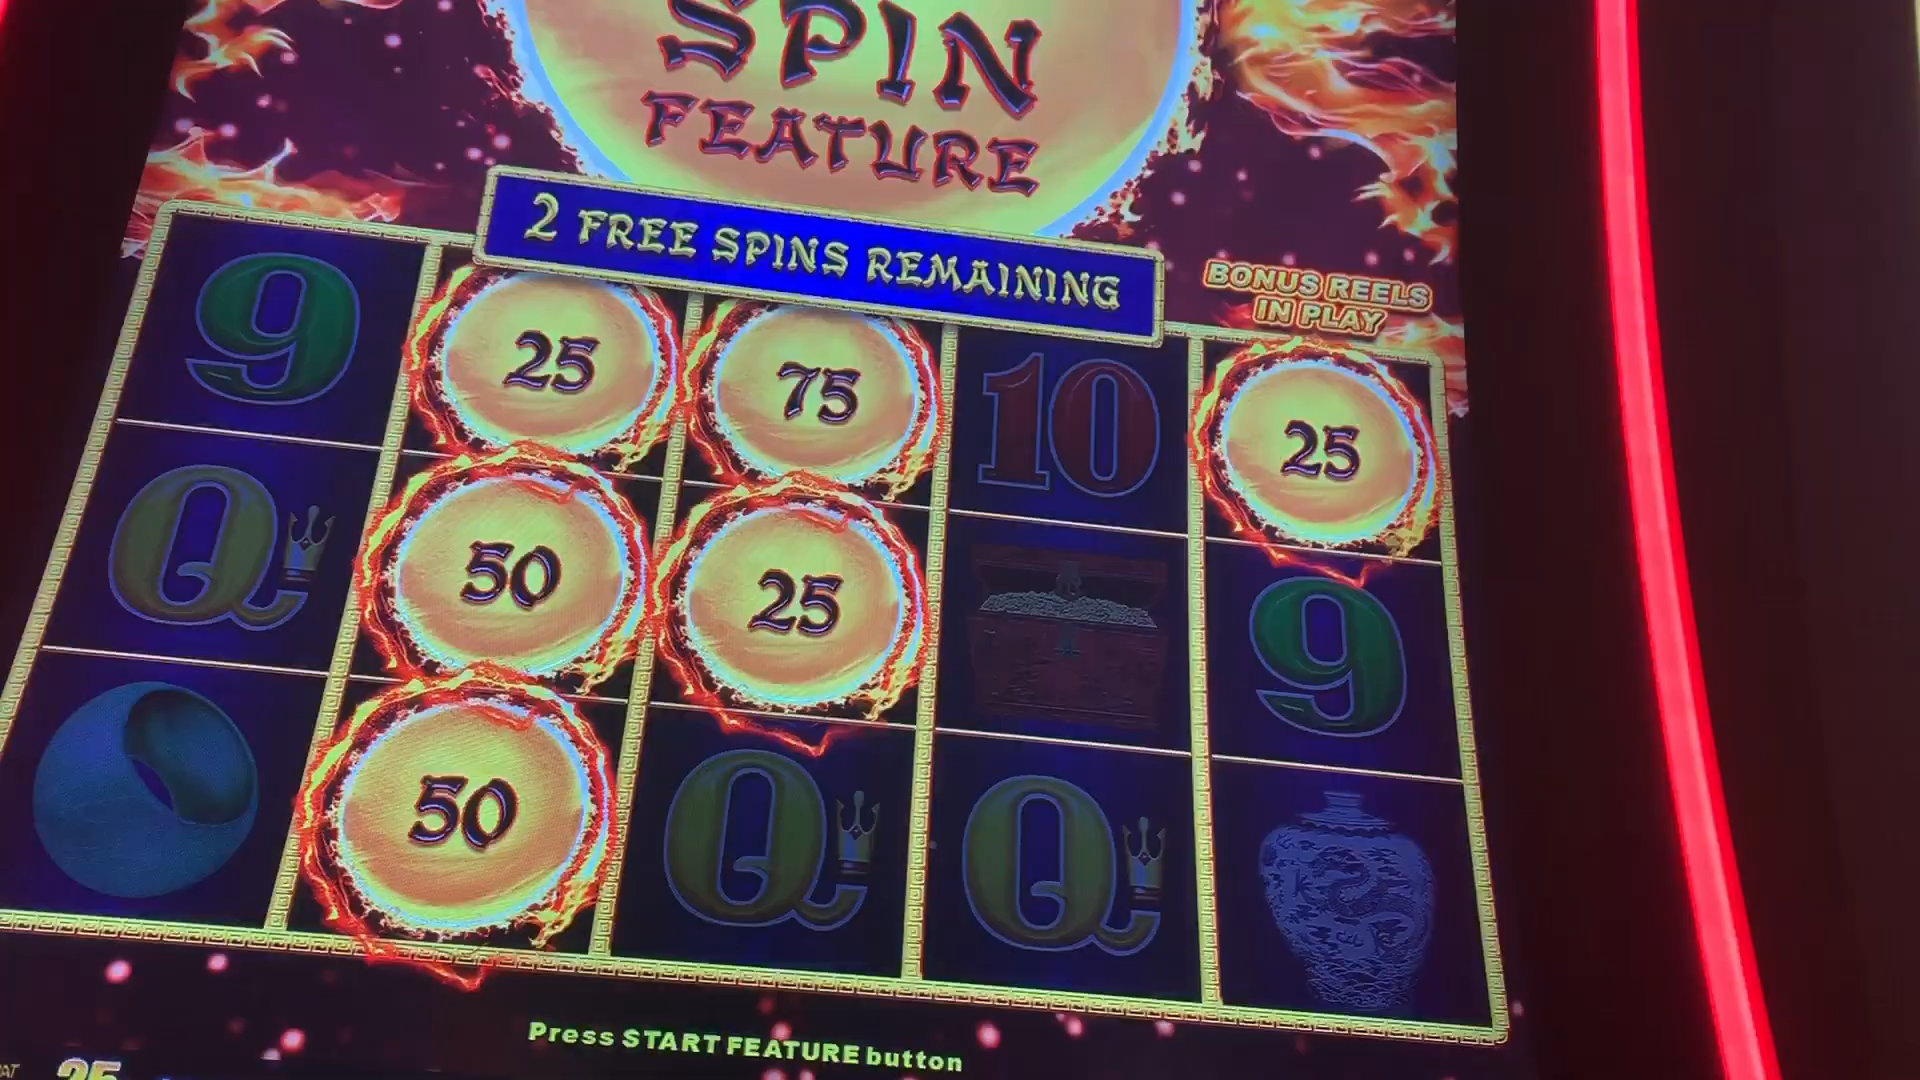 SPIN
FEATURE
2 FREE SPINS REMAINING
BONUS REELS
IN PLAY
9 25 75 10 25
Q 50 25 9
50 Q Q
Press START FEATURE button
25